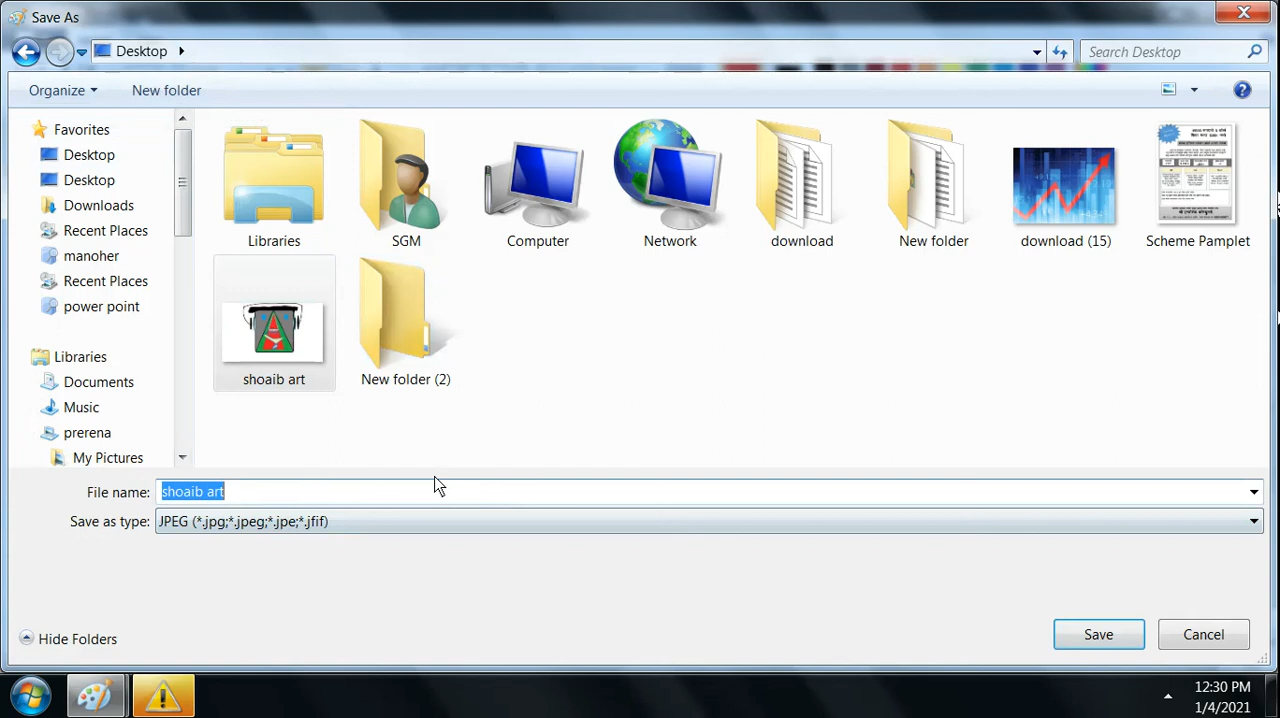 Save As
Desktop
Search Desktop
Organize
New folder
Favorites
Desktop
Desktop
Downloads
Recent Places
manoher
Recent Places
power point
Libraries
Documents
Music
prerena
My Pictures
Libraries
SGM
Computer
Network
download
New folder
download (15)
Scheme Pamplet
shoaib art
New folder (2)
File name: shoaib art
Save as type: JPEG (*.jpg;*.jpeg;*.jpe;*.jfif)
Hide Folders
Save
Cancel
12:30 PM
1/4/2021